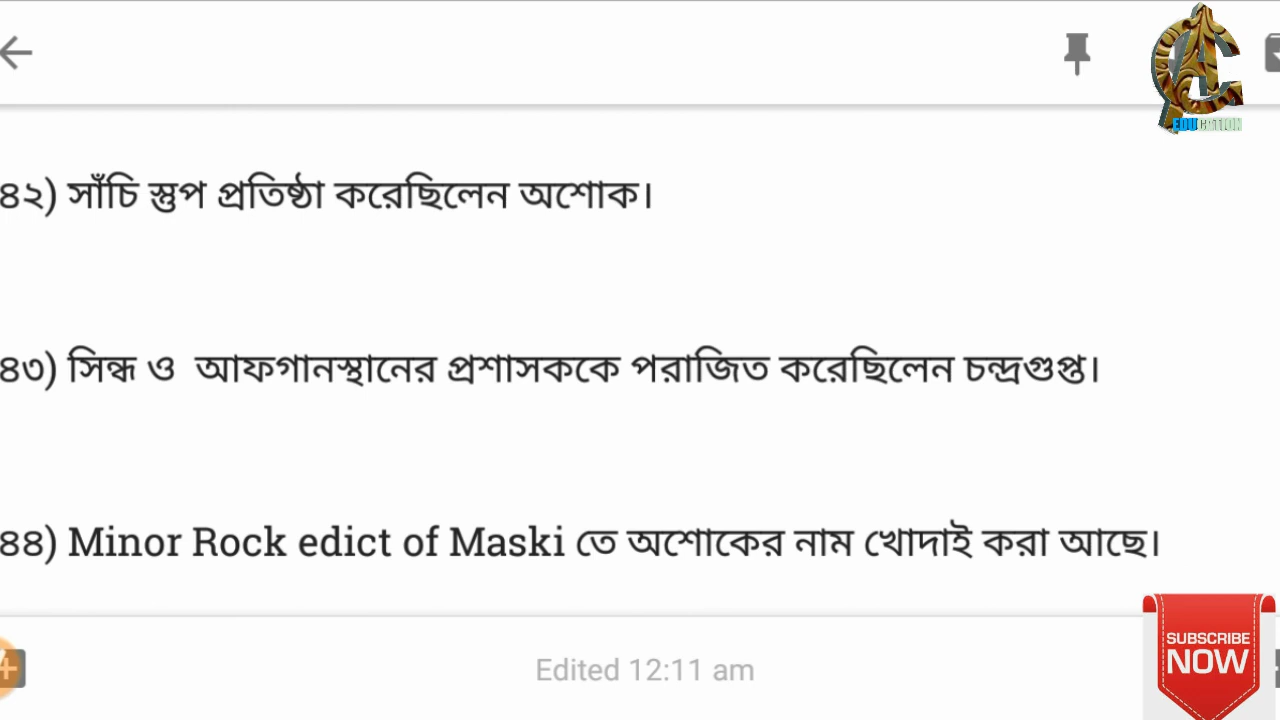 EDUCATION
৪২) সাঁচি স্তুপ প্রতিষ্ঠা করেছিলেন অশোক।
৪৩) সিন্ধ ও আফগানস্থানের প্রশাসককে পরাজিত করেছিলেন চন্দ্রগুপ্ত।
৪৪) Minor Rock edict of Maski তে অশোকের নাম খোদাই করা আছে।
Edited 12:11 am
SUBSCRIBE
NOW